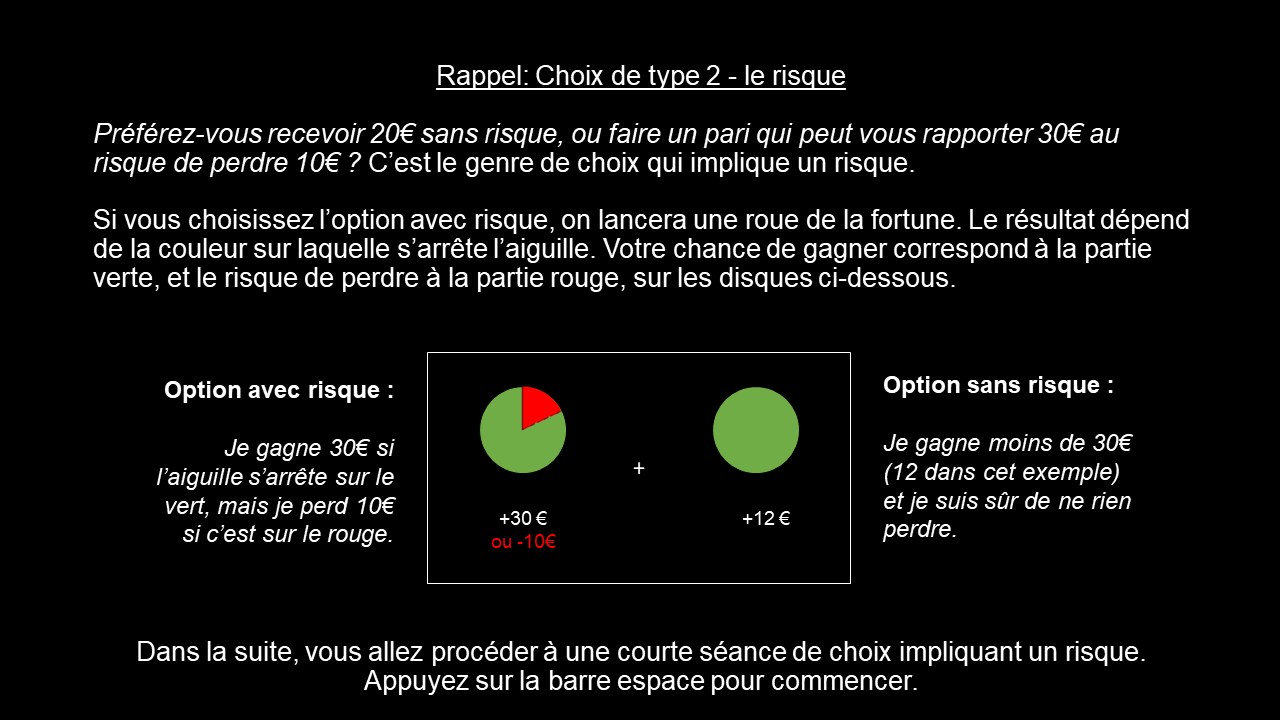 Rappel: Choix de type 2 - le risque
Préférez-vous recevoir 20€ sans risque, ou faire un pari qui peut vous rapporter 30€ au
risque de perdre 10€ ? C’est le genre de choix qui implique un risque.
Si vous choisissez l’option avec risque, on lancera une roue de la fortune. Le résultat dépend
de la couleur sur laquelle s’arrête l’aiguille. Votre chance de gagner correspond à la partie
verte, et le risque de perdre à la partie rouge, sur les disques ci-dessous.
Option avec risque :
Je gagne 30€ si
l’aiguille s’arrête sur le
vert, mais je perd 10€
si c’est sur le rouge.
+
+30 €
ou -10€
+12 €
Option sans risque :
Je gagne moins de 30€
(12 dans cet exemple)
et je suis sûr de ne rien
perdre.
Dans la suite, vous allez procéder à une courte séance de choix impliquant un risque.
Appuyez sur la barre espace pour commencer.